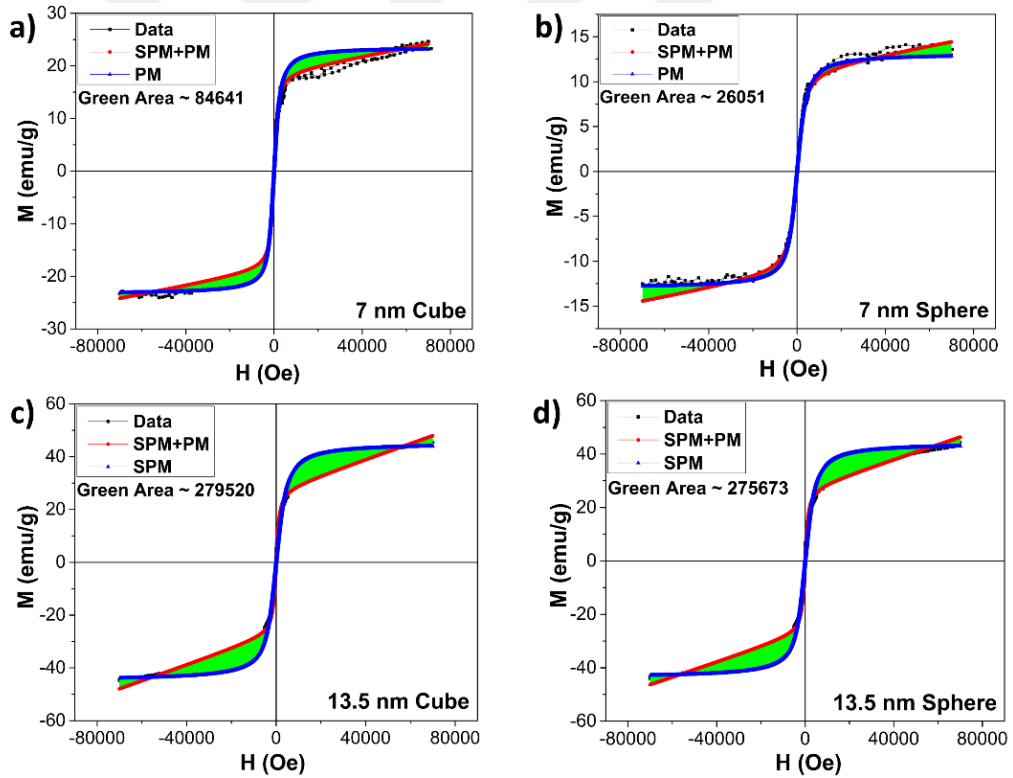 a)
Data
SPM+PM
PM
Green Area ~ 84641
30
20
10
0
-10
-20
-30
M (emu/g)
7 nm Cube
-80000 -40000 0 40000 80000
H (Oe)
b)
Data
SPM+PM
PM
Green Area ~ 26051
15
10
5
0
-5
-10
-15
M (emu/g)
7 nm Sphere
-80000 -40000 0 40000 80000
H (Oe)
c)
Data
SPM+PM
SPM
Green Area ~ 279520
60
40
20
0
-20
-40
-60
M (emu/g)
13.5 nm Cube
-80000 -40000 0 40000 80000
H (Oe)
d)
Data
SPM+PM
SPM
Green Area ~ 275673
60
40
20
0
-20
-40
-60
M (emu/g)
13.5 nm Sphere
-80000 -40000 0 40000 80000
H (Oe)